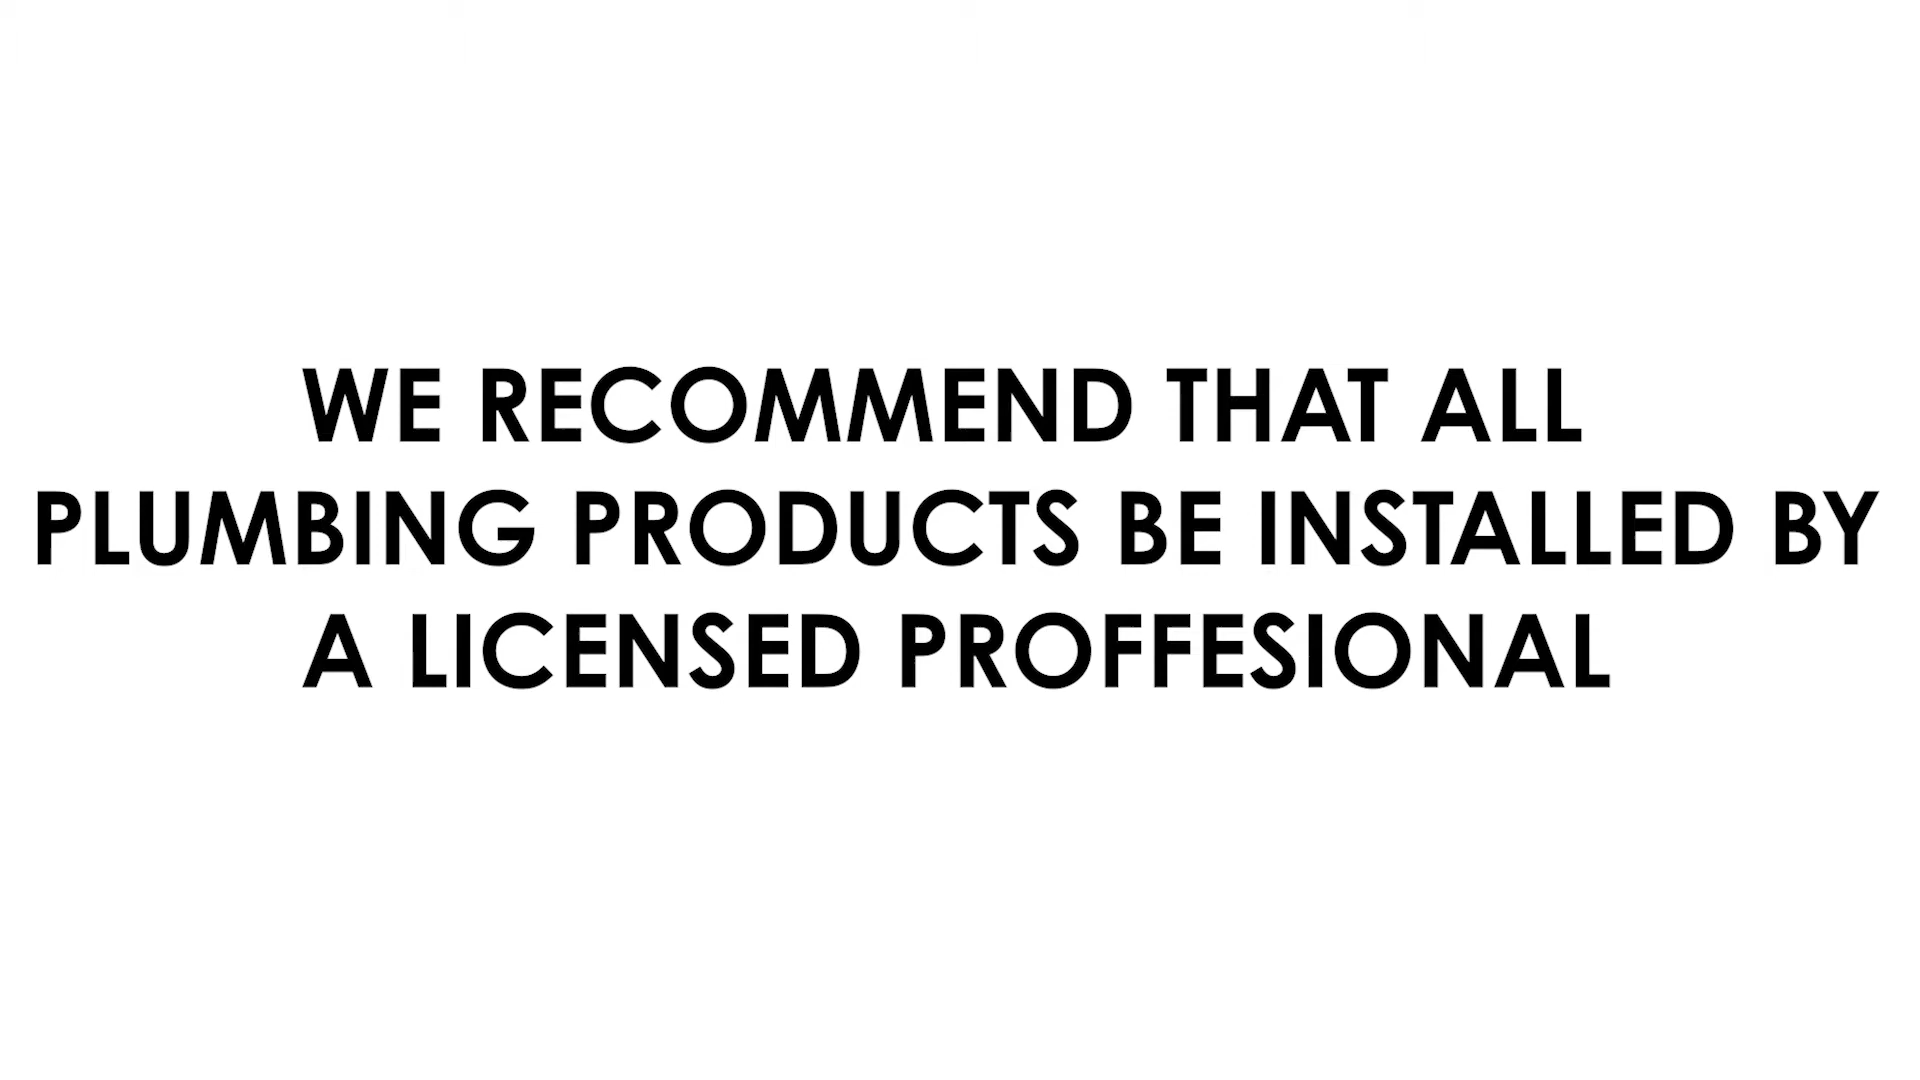 WE RECOMMEND THAT ALL
PLUMBING PRODUCTS BE INSTALLED BY
A LICENSED PROFFESIONAL